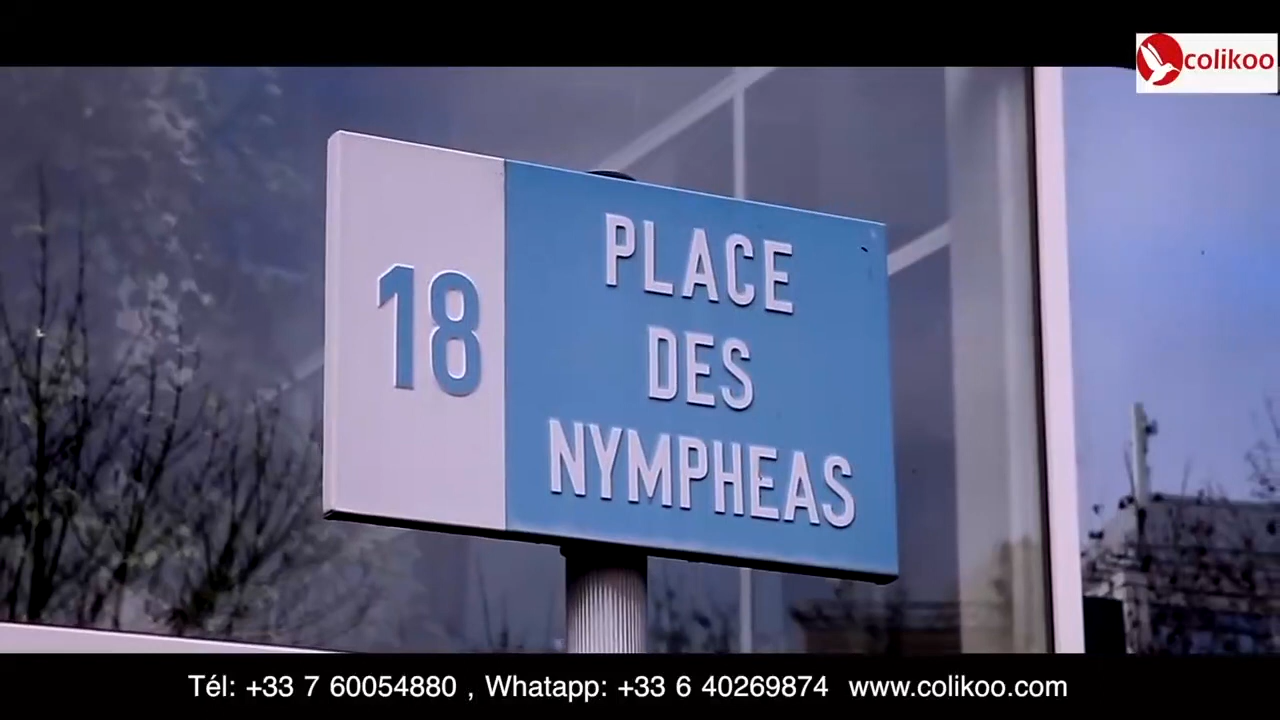 colikoo
18
PLACE
DES
NYMPHEAS
Tél: +33 7 60054880 , Whatapp: +33 6 40269874 www.colikoo.com